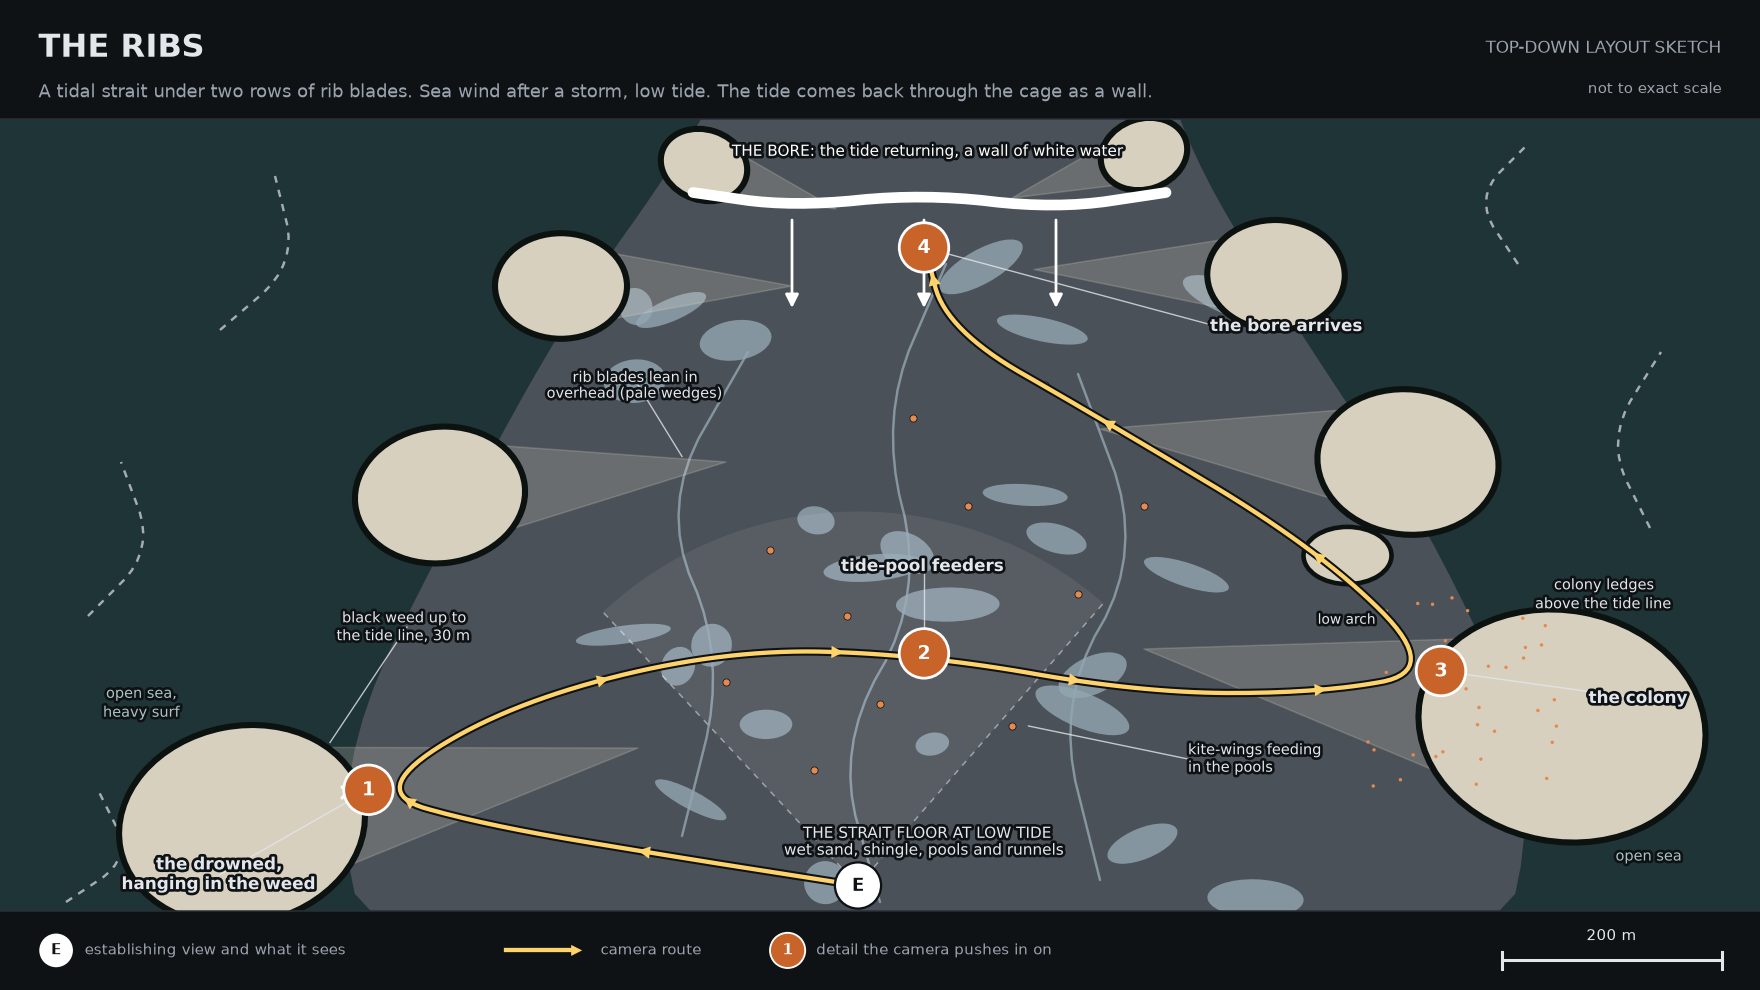 THE RIBS
TOP-DOWN LAYOUT SKETCH
A tidal strait under two rows of rib blades. Sea wind after a storm, low tide. The tide comes back through the cage as a wall.
not to exact scale
THE BORE: the tide returning, a wall of white water
4
the bore arrives
rib blades lean in
overhead (pale wedges)
tide-pool feeders
colony ledges
above the tide line
black weed up to
the tide line, 30 m
low arch
2
3
open sea,
heavy surf
the colony
kite-wings feeding
in the pools
1
THE STRAIT FLOOR AT LOW TIDE
wet sand, shingle, pools and runnels
the drowned,
hanging in the weed
open sea
E
E
establishing view and what it sees
camera route
1
detail the camera pushes in on
200 m